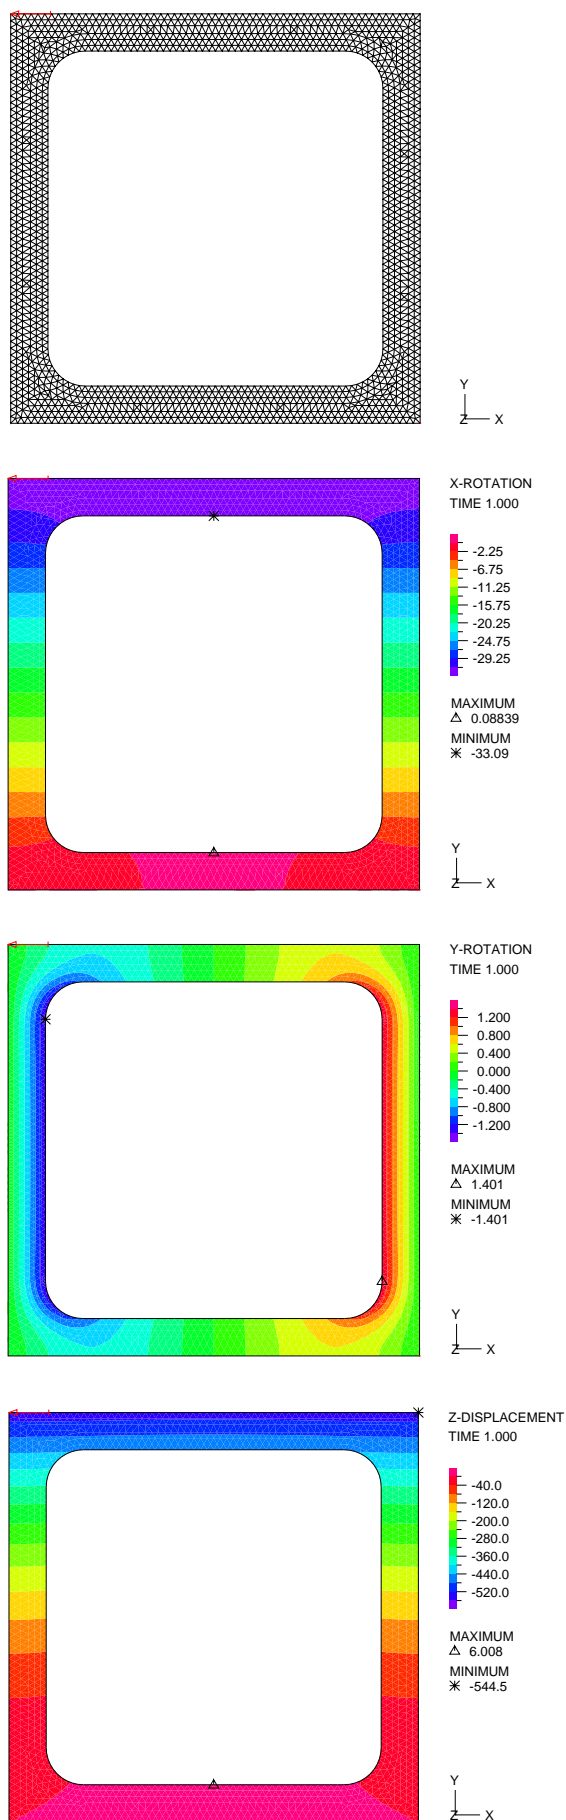 Y
Z X
X-ROTATION
TIME 1.000
-2.25
-6.75
-11.25
-15.75
-20.25
-24.75
-29.25
MAXIMUM
0.08839
MINIMUM
-33.09
Y
Z X
Y-ROTATION
TIME 1.000
1.200
0.800
0.400
0.000
-0.400
-0.800
-1.200
MAXIMUM
1.401
MINIMUM
-1.401
Y
Z X
Z-DISPLACEMENT
TIME 1.000
-40.0
-120.0
-200.0
-280.0
-360.0
-440.0
-520.0
MAXIMUM
6.008
MINIMUM
-544.5
Y
Z X